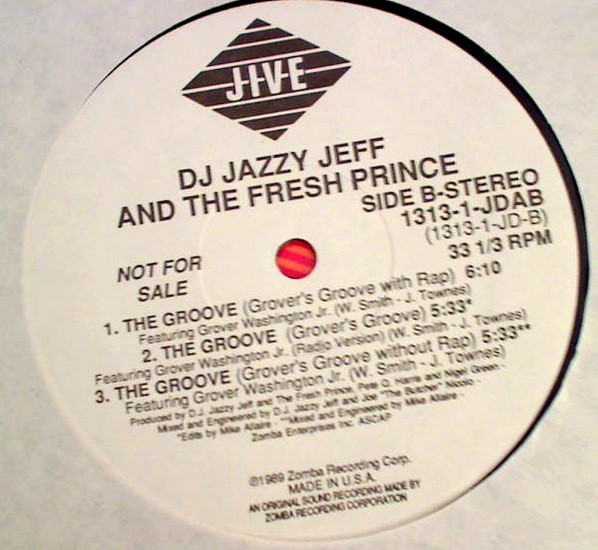 JIVE
DJ JAZZY JEFF
AND THE FRESH PRINCE
SIDE B-STEREO
1313-1-JDAB
(1313-1-JD-B)
33 1/3 RPM
NOT FOR
SALE
1. THE GROOVE (Grover's Groove with Rap) 6:10
Featuring Grover Washington Jr. (W. Smith - J. Townes)
2. THE GROOVE (Grover's Groove) 5:33*
Featuring Grover Washington Jr. (Radio Version) (W. Smith - J. Townes)
3. THE GROOVE (Grover's Groove without Rap) 5:33**
Featuring Grover Washington Jr. (W. Smith - J. Townes)
Produced by D.J. Jazzy Jeff and The Fresh Prince, Pete Q. Harris and Nigel Green -
Mixed and Engineered by D.J. Jazzy Jeff and Joe "The Butcher" Nicolo -
*Edits by Mike Allaire - **Mixed and Engineered by Mike Allaire -
Zomba Enterprises Inc. ASCAP
©1989 Zomba Recording Corp.
MADE IN U.S.A.
AN ORIGINAL SOUND RECORDING MADE BY
ZOMBA RECORDING CORPORATION